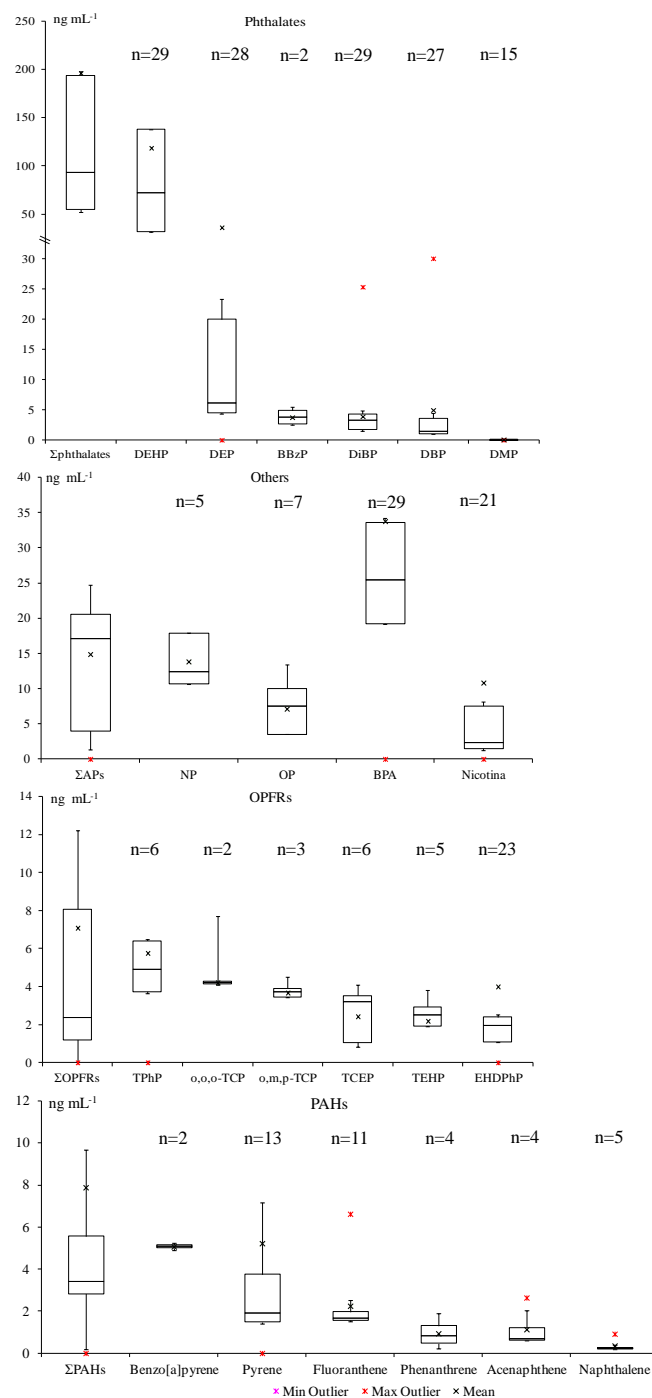 Phthalates
ng mL-1
n=29 n=28 n=2 n=29 n=27 n=15
250
200
150
100
50
30
25
20
15
10
5
0
Σphthalates DEHP DEP BBzP DiBP DBP DMP
ng mL-1 Others
n=5 n=7 n=29 n=21
40
35
30
25
20
15
10
5
0
ΣAPs NP OP BPA Nicotina
ng mL-1 OPFRs
n=6 n=2 n=3 n=6 n=5 n=23
14
12
10
8
6
4
2
0
ΣOPFRs TPhP o,o,o-TCP o,m,p-TCP TCEP TEHP EHDPhP
ng mL-1 PAHs
n=2 n=13 n=11 n=4 n=4 n=5
12
10
8
6
4
2
0
ΣPAHs Benzo[a]pyrene Pyrene Fluoranthene Phenanthrene Acenaphthene Naphthalene
Min Outlier Max Outlier Mean